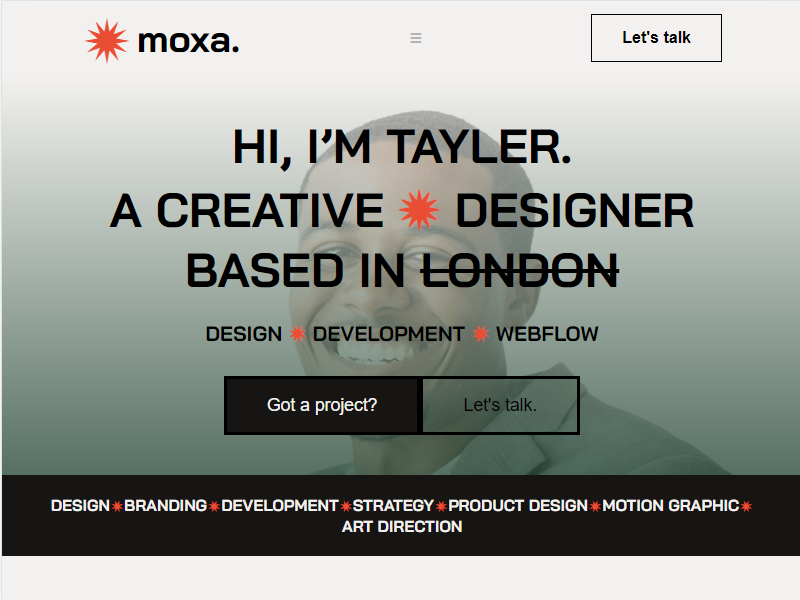 moxa.
Let's talk
HI, I’M TAYLER.
A CREATIVE DESIGNER
BASED IN LONDON
DESIGN DEVELOPMENT WEBFLOW
Got a project?
Let's talk.
DESIGN BRANDING DEVELOPMENT STRATEGY PRODUCT DESIGN MOTION GRAPHIC
ART DIRECTION